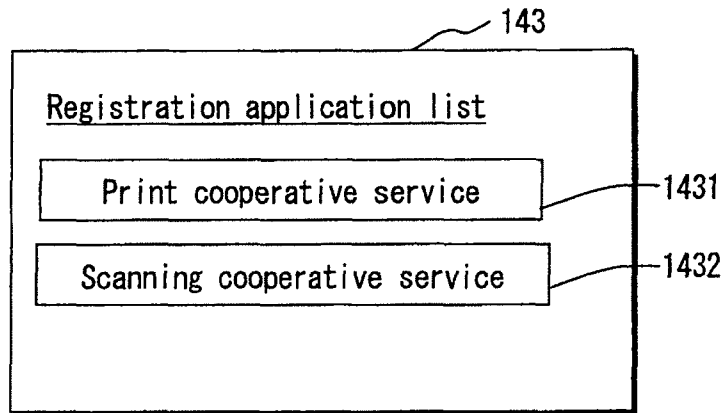 143
Registration application list
Print cooperative service
1431
Scanning cooperative service
1432